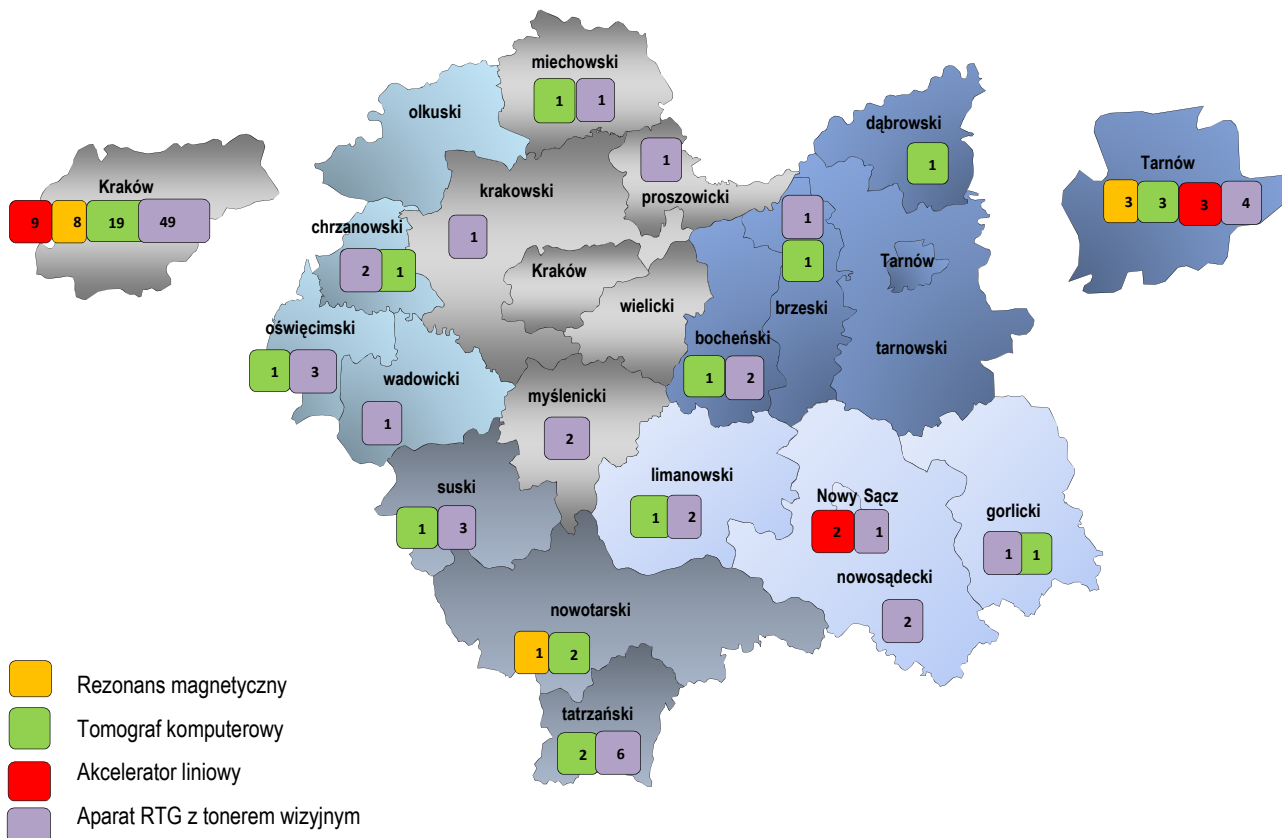 miechowski
1 1
olkuski
dąbrowski
1
Kraków
9 8 19 49
Tarnów
3 3 3 4
1
proszowicki
krakowski
1
chrzanowski
2 1
1
1
Kraków
Tarnów
wielicki
brzeski
oświęcimski
1 3
bocheński
1 2
tarnowski
wadowicki
1
myślenicki
2
suski
1 3
limanowski
1 2
Nowy Sącz
2 1
gorlicki
1 1
nowosądecki
2
nowotarski
1 2
tatrzański
2 6
Rezonans magnetyczny
Tomograf komputerowy
Akcelerator liniowy
Aparat RTG z tonerem wizyjnym